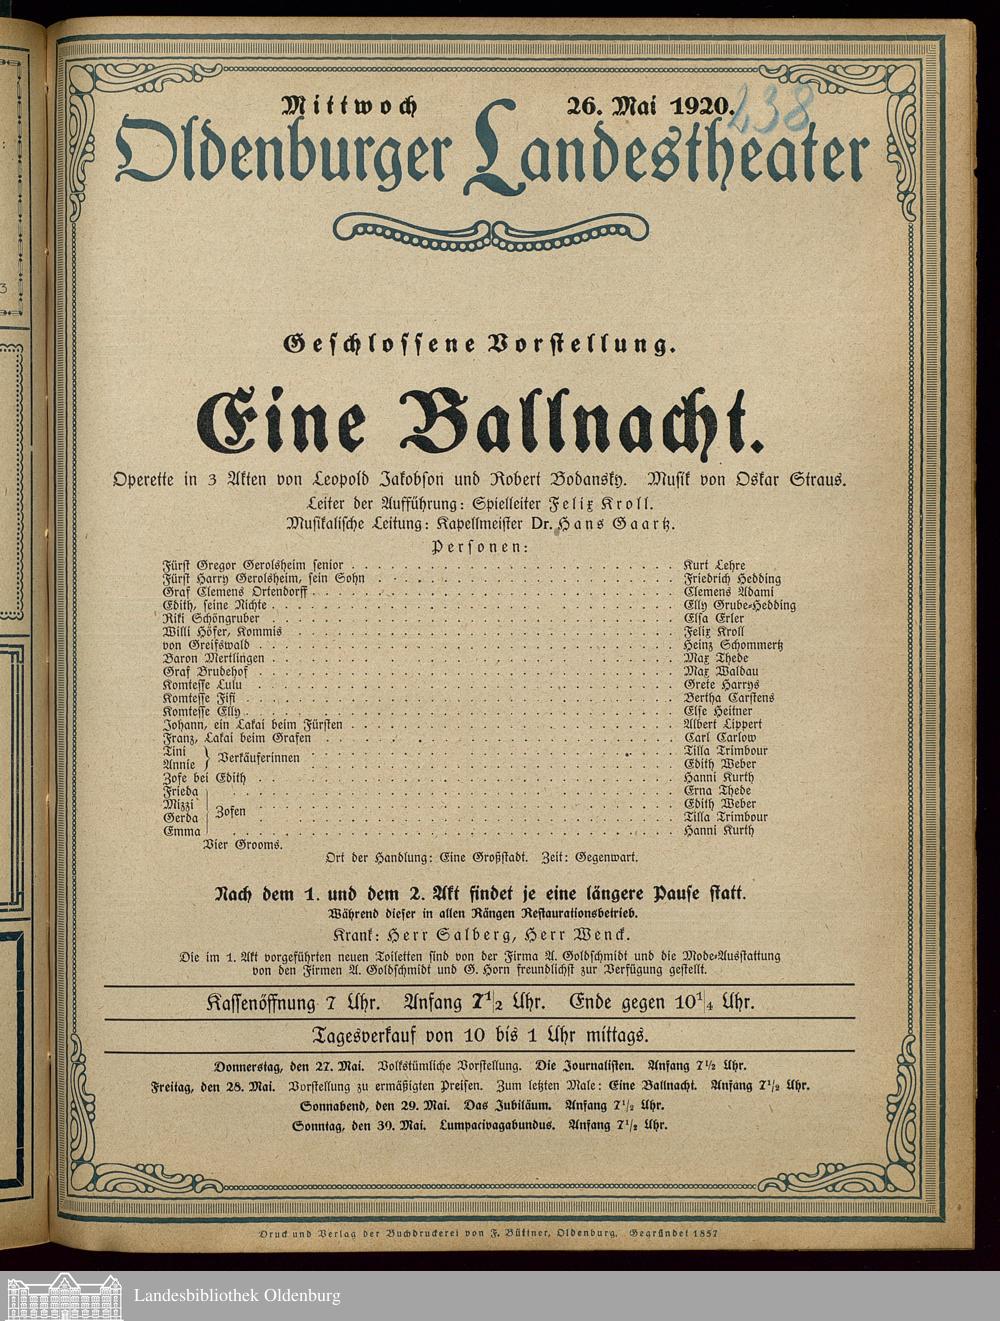 Mittwoch 26. Mai 1920.
238
Oldenburger Landestheater
Geschlossene Vorstellung.
Eine Ballnacht.
Operette in 3 Akten von Leopold Jakobson und Robert Bodansky. Musik von Oskar Straus.
Leiter der Aufführung: Spielleiter Felix Kroll.
Musikalische Leitung: Kapellmeister Dr. Hans Gaartz.
Personen:
Fürst Gregor Gerolsheim senior . . . Kurt Lehre
Fürst Harry Gerolsheim, sein Sohn . . . Friedrich Hedding
Graf Clemens Ortendorff . . . Clemens Adami
Edith, seine Nichte . . . Elly Grube-Hedding
Riki Schöngruber . . . Elsa Erler
Willi Höfer, Kommis . . . Felix Kroll
von Greifswald . . . Heinz Schommertz
Baron Mertlingen . . . Max Thede
Graf Brudehof . . . Max Waldau
Komtesse Lulu . . . Grete Harrys
Komtesse Fifi . . . Bertha Carstens
Komtesse Elly . . . Else Heitner
Johann, ein Lakai beim Fürsten . . . Albert Lippert
Franz, Lakai beim Grafen . . . Carl Carlow
Tini } Verkäuferinnen . . . Tilla Trimbour
Annie . . . Edith Weber
Zofe bei Edith . . . Hanni Kurth
Frieda . . . Erna Thede
Mizzi | Zofen . . . Edith Weber
Gerda . . . Tilla Trimbour
Emma . . . Hanni Kurth
Vier Grooms.
Ort der Handlung: Eine Großstadt. Zeit: Gegenwart.
Nach dem 1. und dem 2. Akt findet je eine längere Pause statt.
Während dieser in allen Rängen Restaurationsbetrieb.
Krank: Herr Salberg, Herr Wenck.
Die im 1. Akt vorgeführten neuen Toiletten sind von der Firma A. Goldschmidt und die Mode-Ausstattung
von den Firmen A. Goldschmidt und G. Horn freundlichst zur Verfügung gestellt.
Kassenöffnung 7 Uhr. Anfang 7 1/2 Uhr. Ende gegen 10 1/4 Uhr.
Tagesverkauf von 10 bis 1 Uhr mittags.
Donnerstag, den 27. Mai. Volkstümliche Vorstellung. Die Journalisten. Anfang 7 1/2 Uhr.
Freitag, den 28. Mai. Vorstellung zu ermäßigten Preisen. Zum letzten Male: Eine Ballnacht. Anfang 7 1/2 Uhr.
Sonnabend, den 29. Mai. Das Jubiläum. Anfang 7 1/2 Uhr.
Sonntag, den 30. Mai. Lumpacivagabundus. Anfang 7 1/2 Uhr.
Druck und Verlag der Buchdruckerei von F. Büttner, Oldenburg. Gegründet 1857
Landesbibliothek Oldenburg